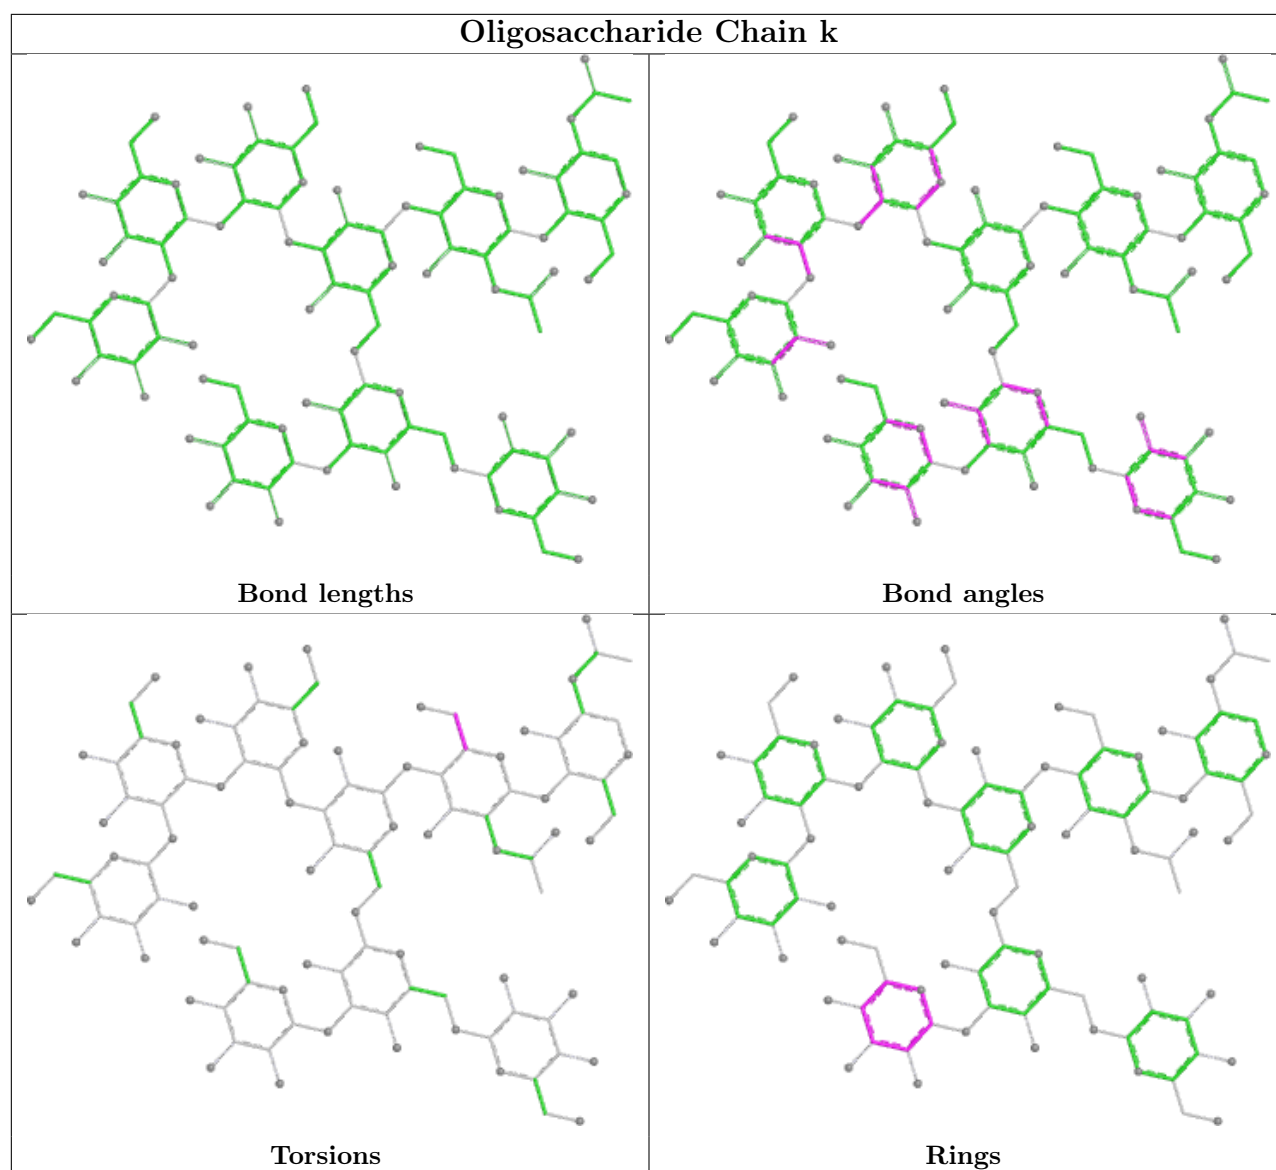 Oligosaccharide Chain k
Bond lengths
Bond angles
Torsions
Rings